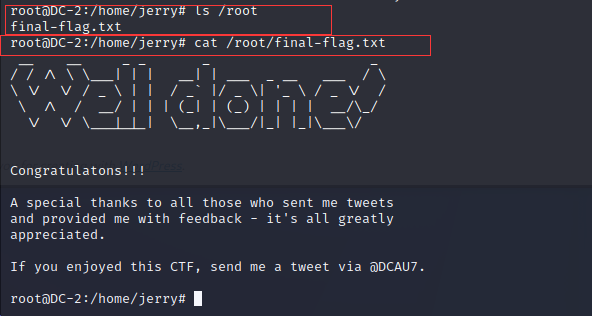 root@DC-2:/home/jerry# ls /root
final-flag.txt
root@DC-2:/home/jerry# cat /root/final-flag.txt
Well done!
Congratulatons!!!
A special thanks to all those who sent me tweets
and provided me with feedback - it's all greatly
appreciated.
If you enjoyed this CTF, send me a tweet via @DCAU7.
root@DC-2:/home/jerry#